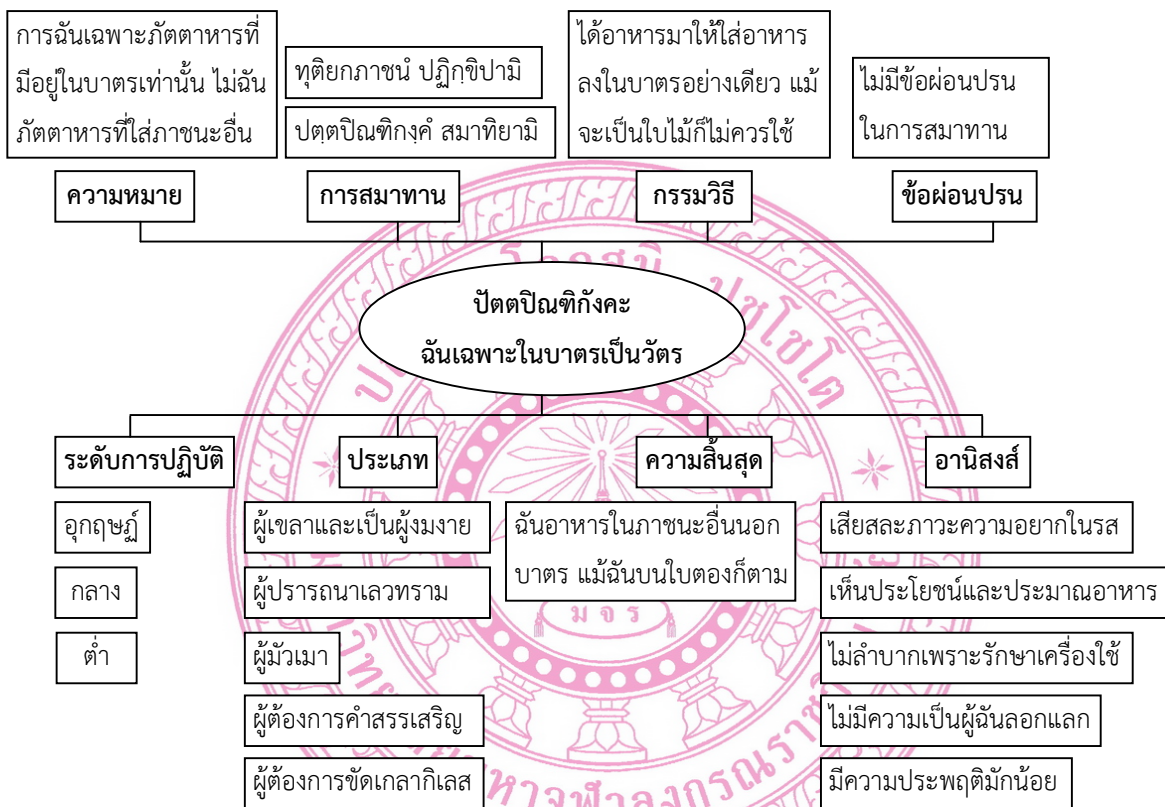 การฉันเฉพาะภัตตาหารที่
มีอยู่ในบาตรเท่านั้น ไม่ฉัน
ภัตตาหารที่ใส่ภาชนะอื่น
ทุติยกภาชนํ ปฏิกฺขิปามิ
ปตฺตปิณฑิกงฺคํ สมาทิยามิ
ได้อาหารมาให้ใส่อาหาร
ลงในบาตรอย่างเดียว แม้
จะเป็นใบไม้ก็ไม่ควรใช้
ไม่มีข้อผ่อนปรน
ในการสมาทาน
ความหมาย
การสมาทาน
กรรมวิธี
ข้อผ่อนปรน
ปัตตปิณฑิกังคะ
ฉันเฉพาะในบาตรเป็นวัตร
ระดับการปฏิบัติ
ประเภท
ความสิ้นสุด
อานิสงส์
อุกฤษฏ์
กลาง
ต่ำ
ผู้เขลาและเป็นผู้งมงาย
ผู้ปรารถนาเลวทราม
ผู้มัวเมา
ผู้ต้องการคำสรรเสริญ
ผู้ต้องการขัดเกลากิเลส
ฉันอาหารในภาชนะอื่นนอก
บาตร แม้ฉันบนใบตองก็ตาม
เสียสละภาวะความอยากในรส
เห็นประโยชน์และประมาณอาหาร
ไม่ลำบากเพราะรักษาเครื่องใช้
ไม่มีความเป็นผู้ฉันลอกแลก
มีความประพฤติมักน้อย
โลกสฺมิ ปชฺโชโต
ม จ ร